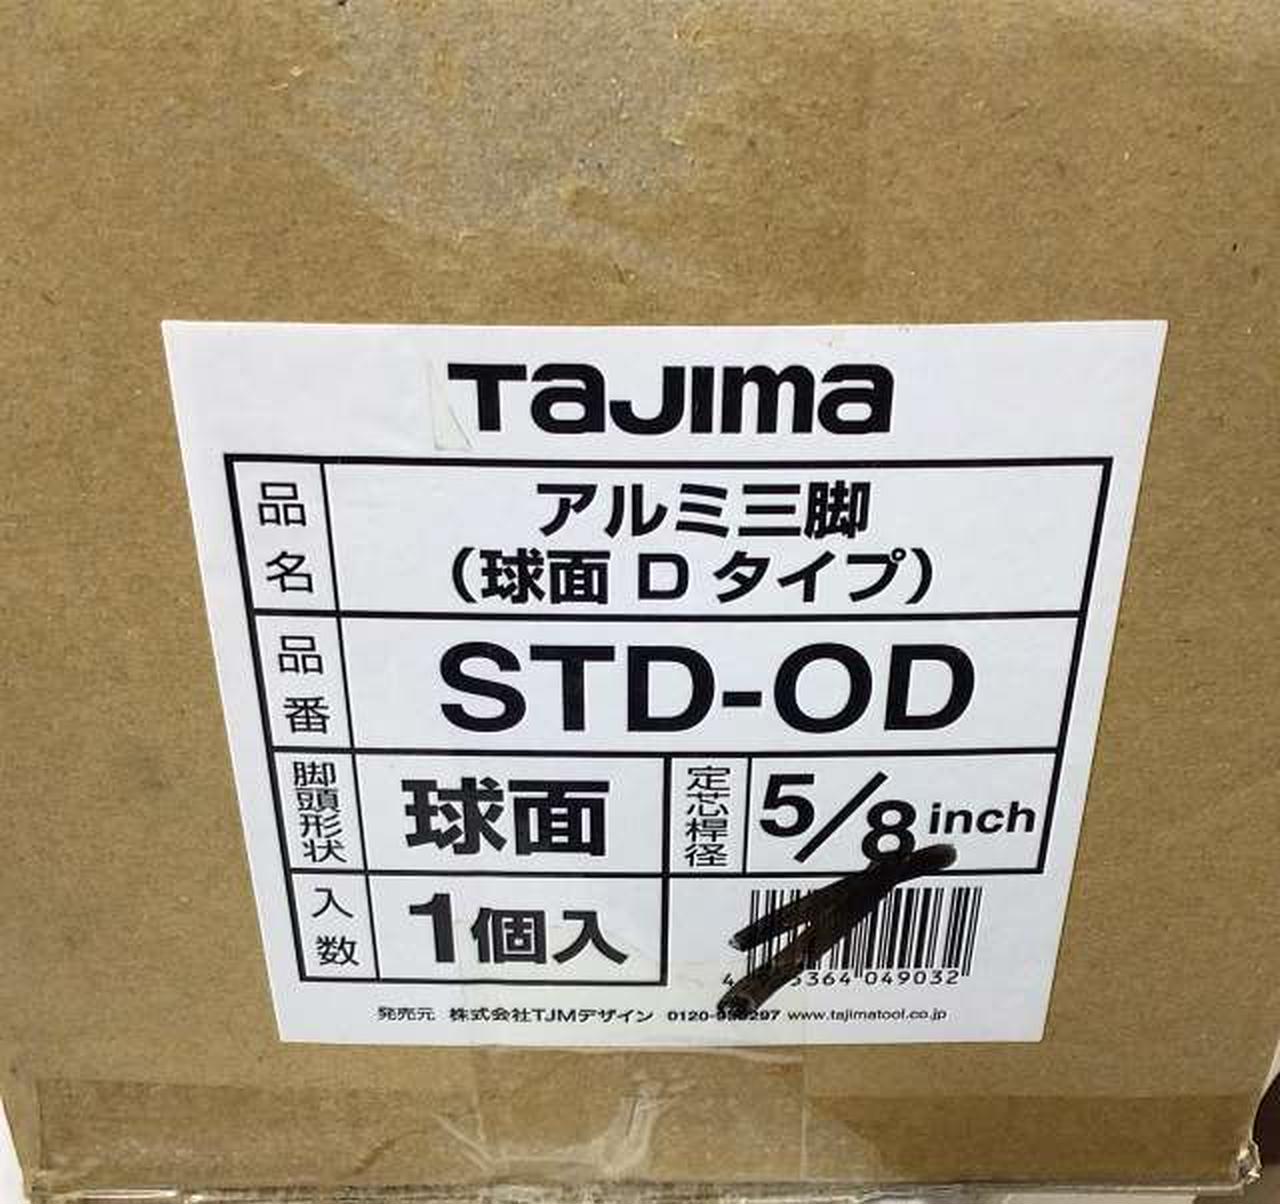 TaJIma
品名 アルミ三脚
（球面 D タイプ）
品番 STD-OD
脚頭形状 球面 定芯桿径 5/8 inch
入数 1個入
364 049032
発売元 株式会社TJMデザイン 0120- www.tajimatool.co.jp